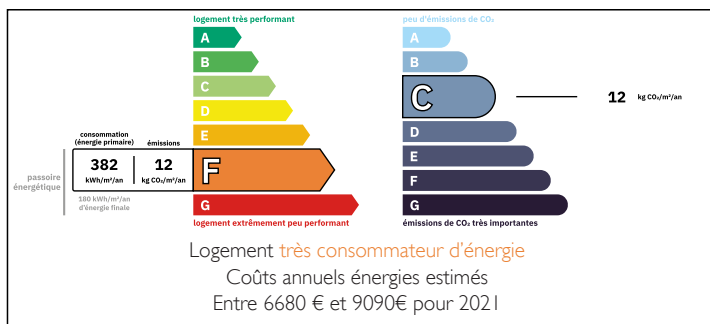 logement très performant
A
B
C
D
E
F
G
consommation
(énergie primaire)
émissions
382
kWh/m²/an
12
kg CO₂/m²/an
passoire
énergétique
180 kWh/m²/an
d'énergie finale
logement extrêmement peu performant
peu d'émissions de CO₂
A
B
C
12 kg CO₂/m²/an
D
E
F
G
émissions de CO₂ très importantes
Logement très consommateur d'énergie
Coûts annuels énergies estimés
Entre 6680 € et 9090€ pour 2021